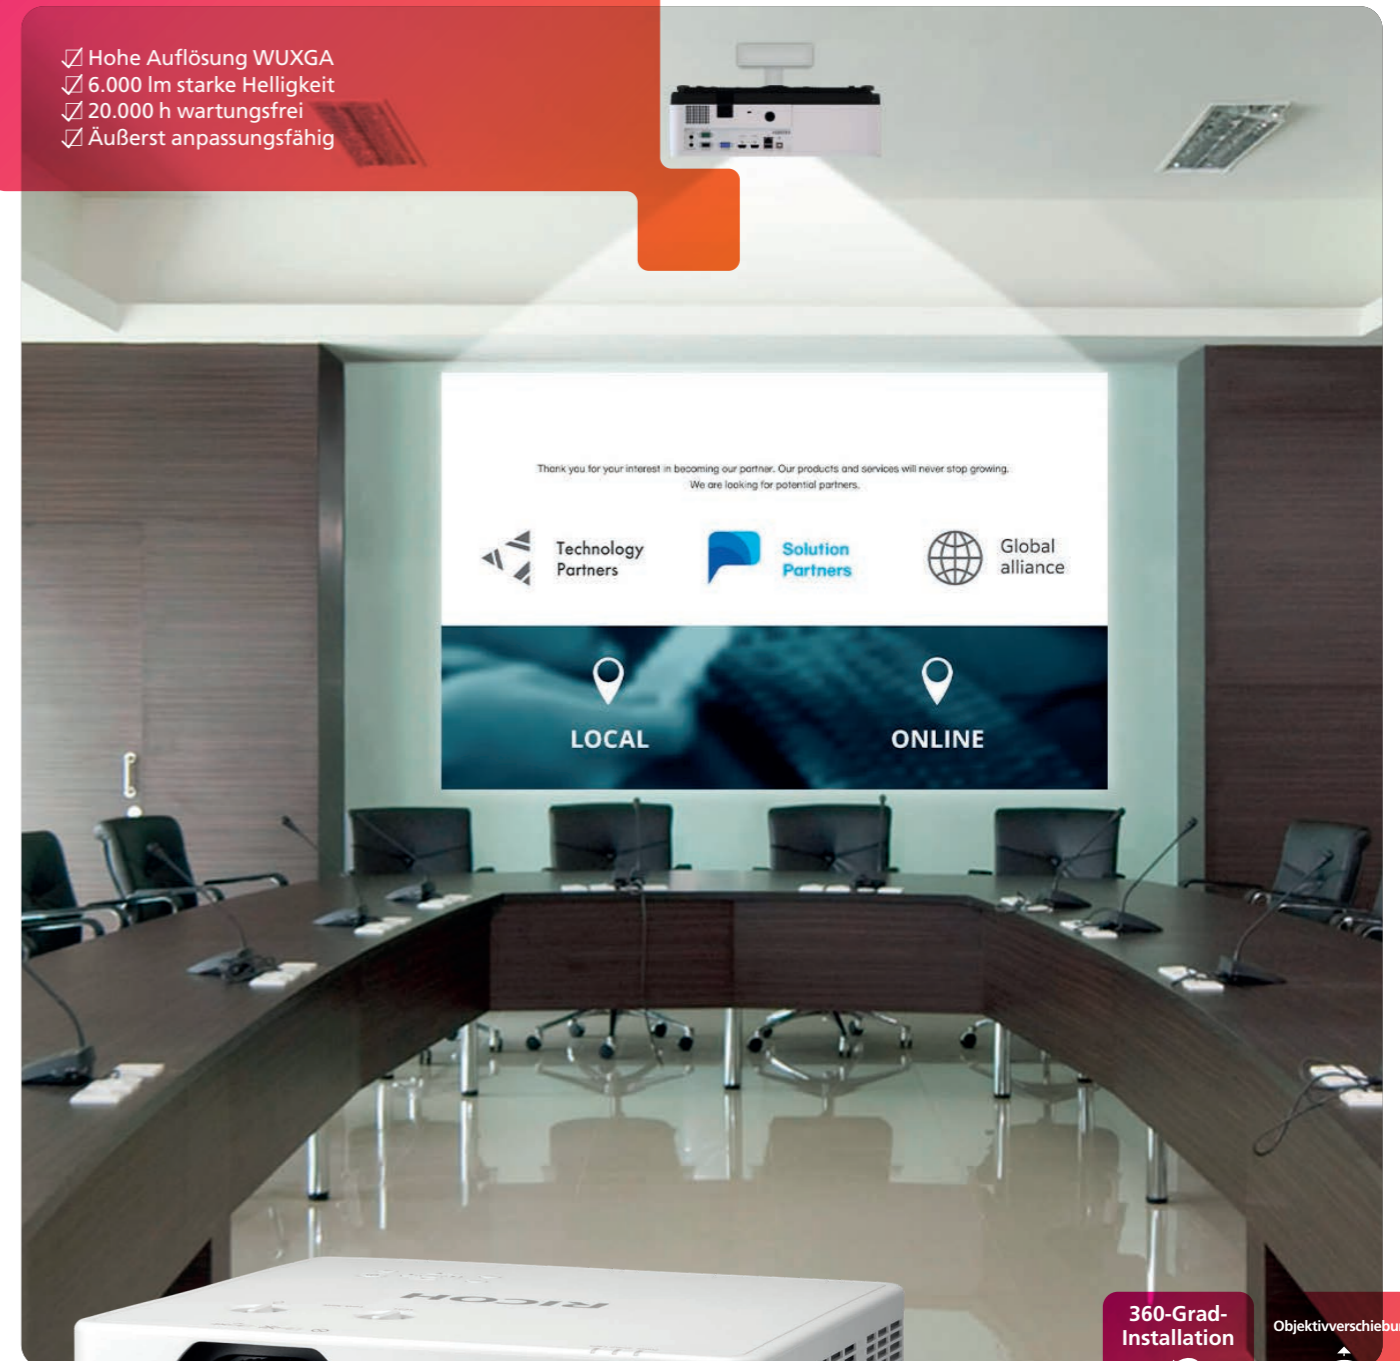 Hohe Auflösung WUXGA
6.000 lm starke Helligkeit
20.000 h wartungsfrei
Äußerst anpassungsfähig
Thank you for your interest in becoming our partner. Our products and services will never stop growing.
We are looking for potential partners.
Technology
Partners
Solution
Partners
Global
alliance
LOCAL
ONLINE
RICOH
360-Grad-
Installation